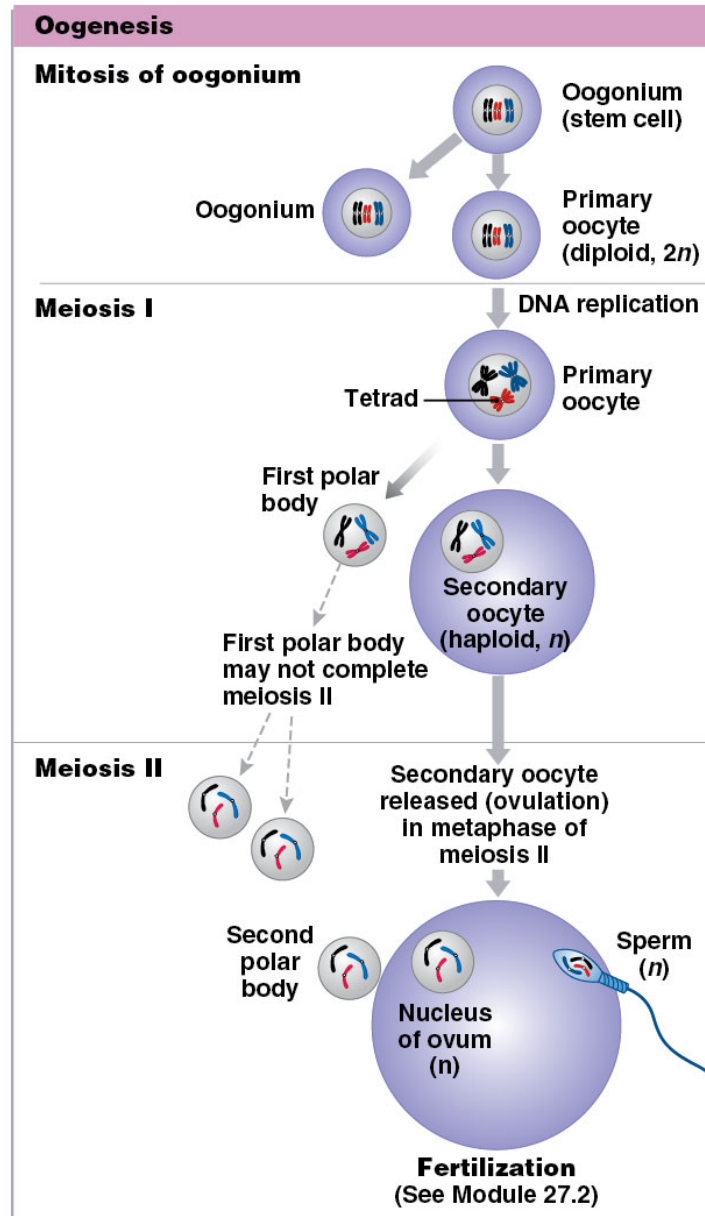 Oogenesis
Mitosis of oogonium
Oogonium
(stem cell)
Oogonium
Primary
oocyte
(diploid, 2n)
Meiosis I
DNA replication
Primary
oocyte
Tetrad
First polar
body
Secondary
oocyte
(haploid, n)
First polar body
may not complete
meiosis II
Meiosis II
Secondary oocyte
released (ovulation)
in metaphase of
meiosis II
Second
polar
body
Nucleus
of ovum
(n)
Sperm
(n)
Fertilization
(See Module 27.2)